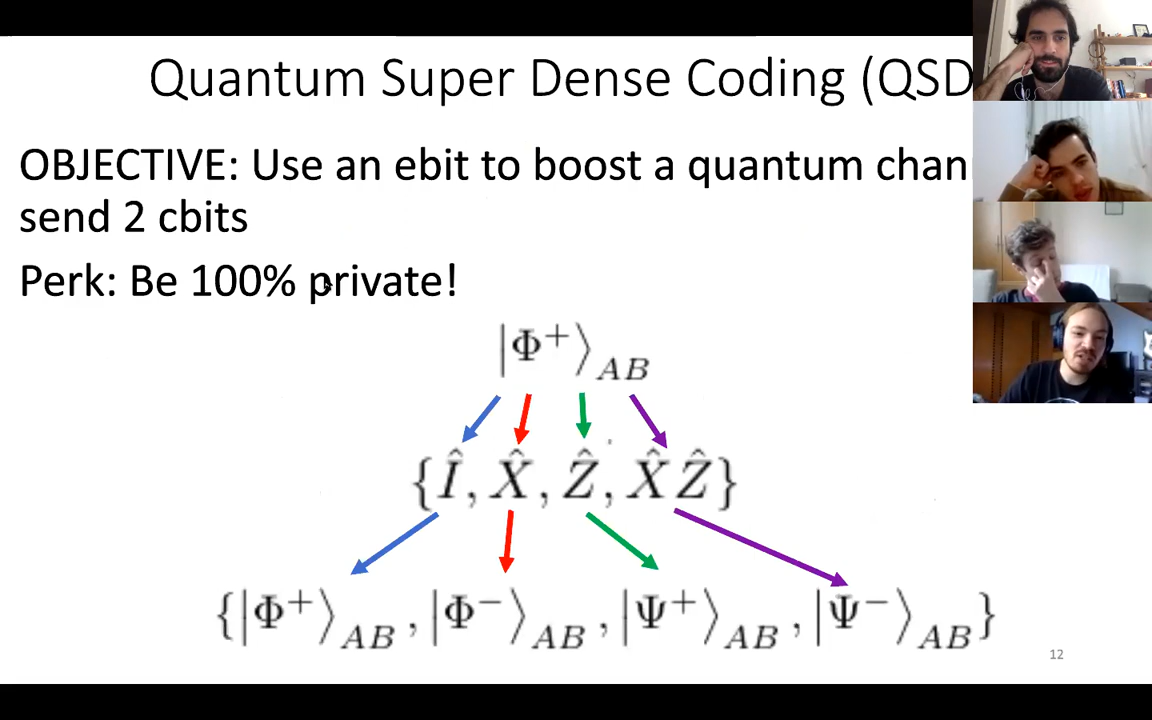 Quantum Super Dense Coding (QSD
OBJECTIVE: Use an ebit to boost a quantum chan
send 2 cbits
Perk: Be 100% private!
|Φ⁺⟩_AB
{Î, X̂, Ẑ, X̂Ẑ}
{|Φ⁺⟩_AB, |Φ⁻⟩_AB, |Ψ⁺⟩_AB, |Ψ⁻⟩_AB}
12